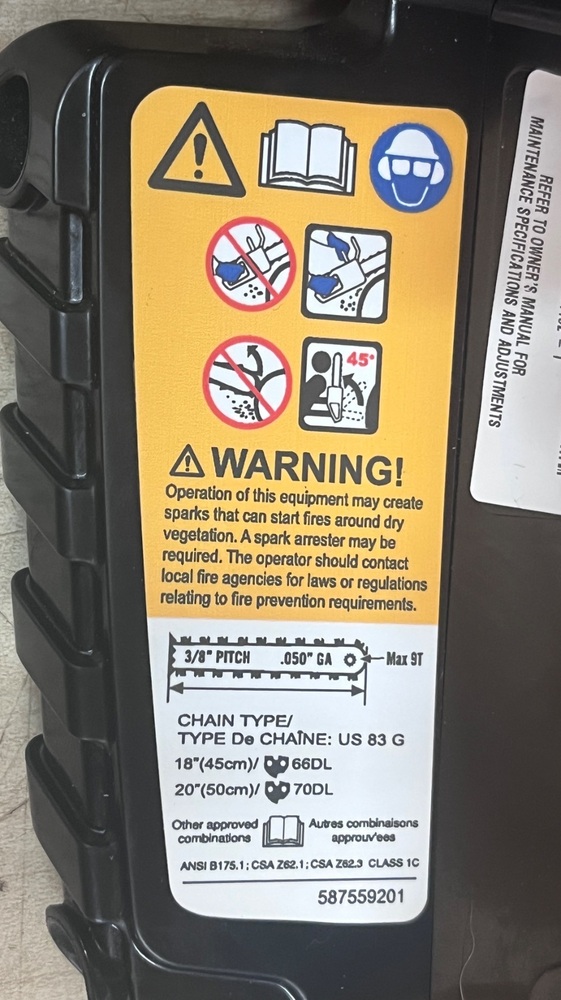 45°
WARNING!
Operation of this equipment may create
sparks that can start fires around dry
vegetation. A spark arrester may be
required. The operator should contact
local fire agencies for laws or regulations
relating to fire prevention requirements.
3/8" PITCH .050" GA Max 9T
CHAIN TYPE/
TYPE De CHAÎNE: US 83 G
18"(45cm)/ 66DL
20"(50cm)/ 70DL
Other approved combinations
Autres combinaisons approuv'ees
ANSI B175.1; CSA Z62.1; CSA Z62.3 CLASS 1C
587559201
REFER TO OWNER'S MANUAL FOR
MAINTENANCE SPECIFICATIONS AND ADJUSTMENTS